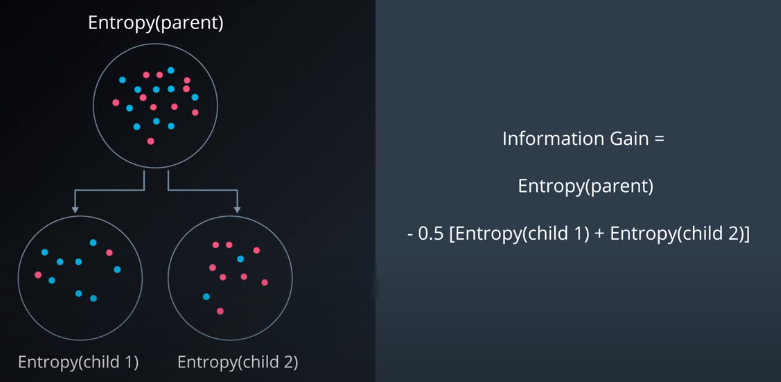 Entropy(parent)
Entropy(child 1)
Entropy(child 2)
Information Gain =
Entropy(parent)
- 0.5 [Entropy(child 1) + Entropy(child 2)]